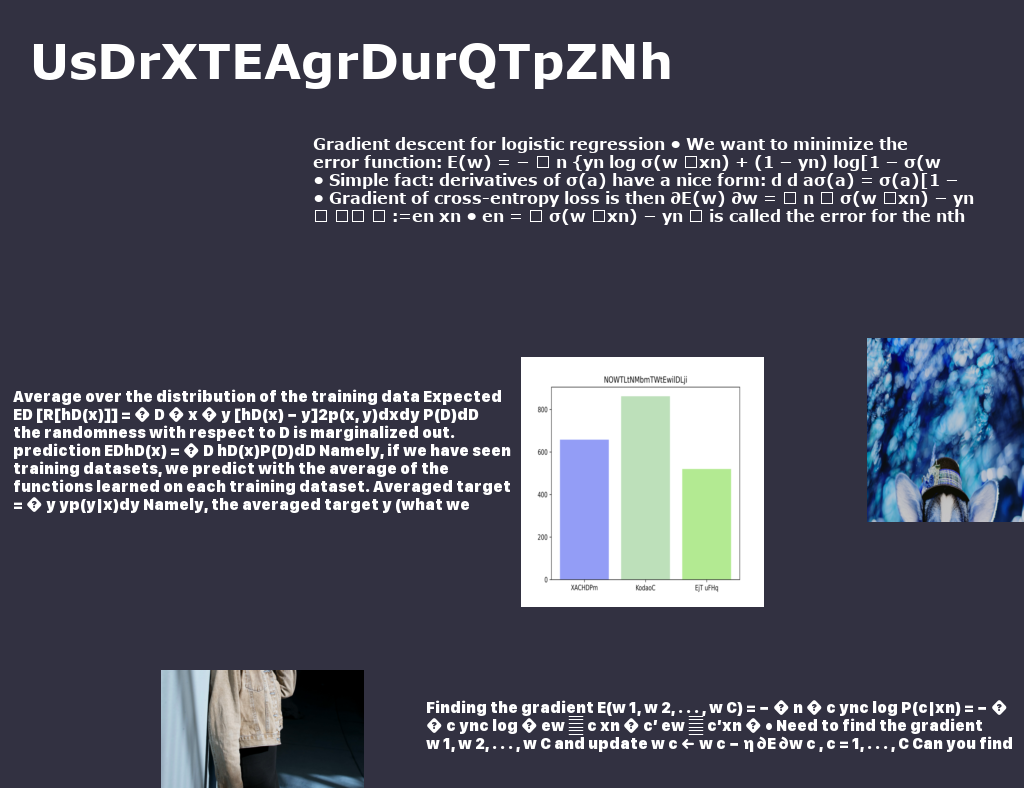 UsDrXTEAgrDurQTpZNh
Gradient descent for logistic regression • We want to minimize the
error function: E(w) = − □ n {yn log σ(w □xn) + (1 − yn) log[1 − σ(w
• Simple fact: derivatives of σ(a) have a nice form: d d aσ(a) = σ(a)[1 −
• Gradient of cross-entropy loss is then ∂E(w) ∂w = □ n □ σ(w □xn) − yn
□ □□ □ :=en xn • en = □ σ(w □xn) − yn □ is called the error for the nth
Average over the distribution of the training data Expected
ED [R[hD(x)]] = � D � x � y [hD(x) − y]2p(x, y)dxdy P(D)dD
the randomness with respect to D is marginalized out.
prediction EDhD(x) = � D hD(x)P(D)dD Namely, if we have seen
training datasets, we predict with the average of the
functions learned on each training dataset. Averaged target
= � y yp(y|x)dy Namely, the averaged target y (what we
NOWTLtNMbmTWtEwilDLji
800
600
400
200
0
XACHDPm KodaoC EjT uFHq
Finding the gradient E(w 1, w 2, . . . , w C) = − � n � c ync log P(c|xn) = − �
� c ync log � ew ䷀ c xn � c′ ew ䷀ c′xn � • Need to find the gradient
w 1, w 2, . . . , w C and update w c ← w c − η ∂E ∂w c , c = 1, . . . , C Can you find